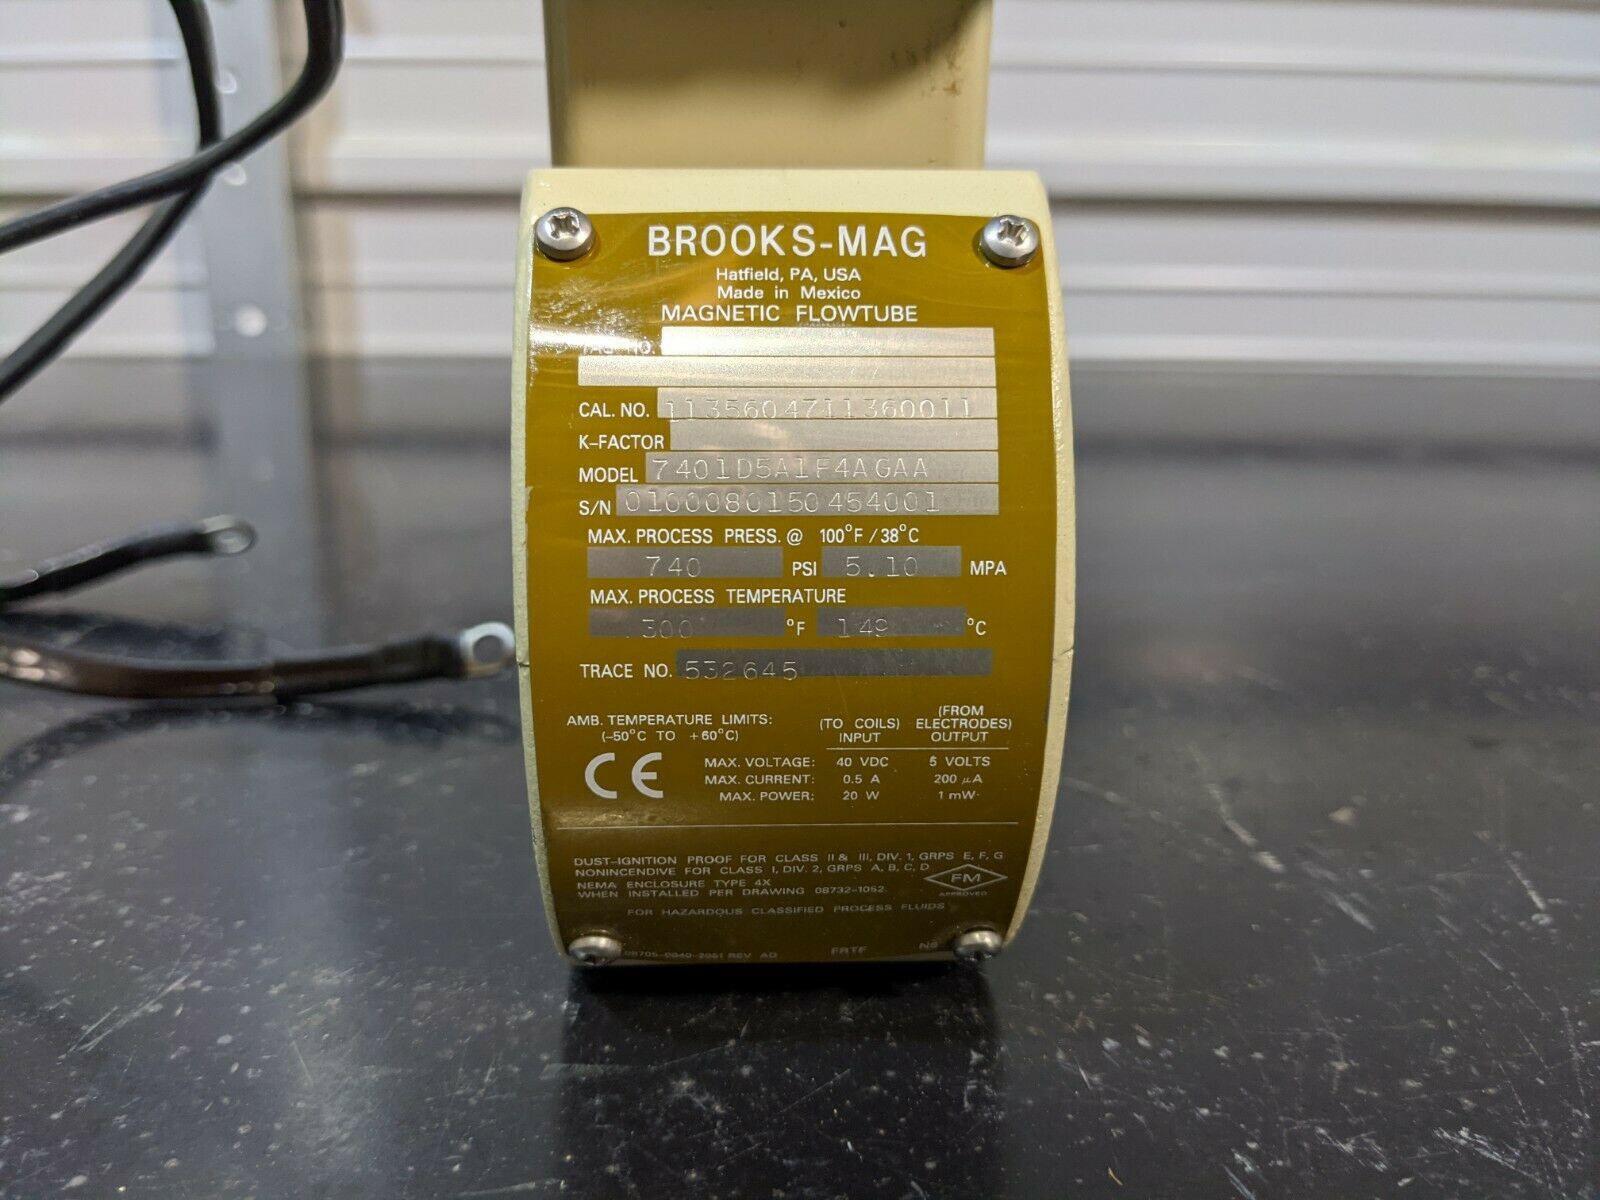 BROOKS-MAG
Hatfield, PA, USA
Made in Mexico
MAGNETIC FLOWTUBE
TAG NO.
CAL. NO. 1135604711360011
K-FACTOR
MODEL 7401D5A1F4AGAA
S/N 0100080150454001
MAX. PROCESS PRESS. @ 100°F/38°C
740 PSI 5.10 MPA
MAX. PROCESS TEMPERATURE
300 °F 149 °C
TRACE NO. 532645
AMB. TEMPERATURE LIMITS: (TO COILS) (FROM ELECTRODES)
(-50°C TO +60°C) INPUT OUTPUT
CE MAX. VOLTAGE: 40 VDC 5 VOLTS
MAX. CURRENT: 0.5 A 200 μA
MAX. POWER: 20 W 1 mW
DUST-IGNITION PROOF FOR CLASS II & III, DIV. 1, GRPS E, F, G
NONINCENDIVE FOR CLASS I, DIV. 2, GRPS A, B, C, D
NEMA ENCLOSURE TYPE 4X
WHEN INSTALLED PER DRAWING 08732-1052
FM
APPROVED
FOR HAZARDOUS CLASSIFIED PROCESS FLUIDS
REV AD